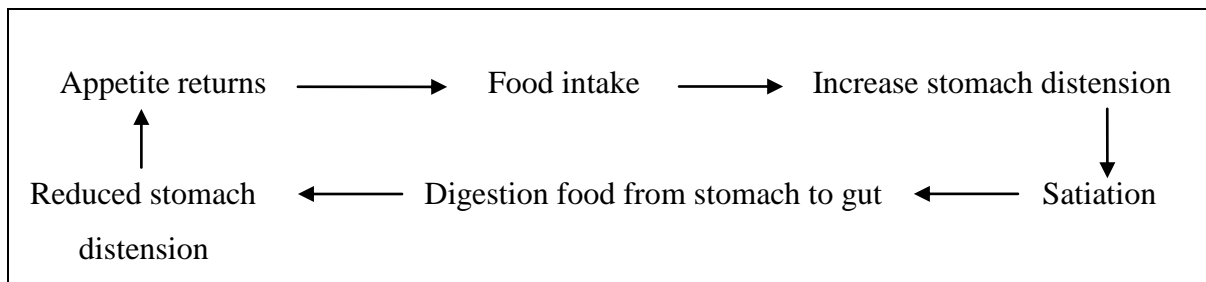 Appetite returns Food intake Increase stomach distension
Reduced stomach Digestion food from stomach to gut Satiation
distension